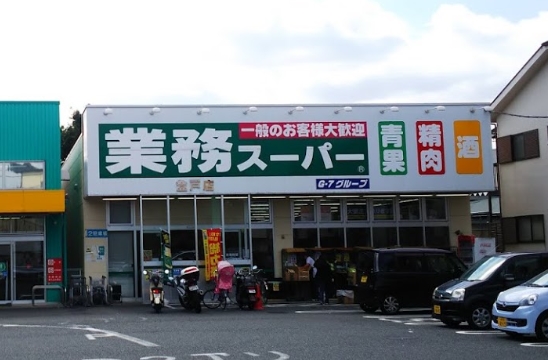 業務スーパー
一般のお客様大歓迎
青果
精肉
酒
G-7 グループ